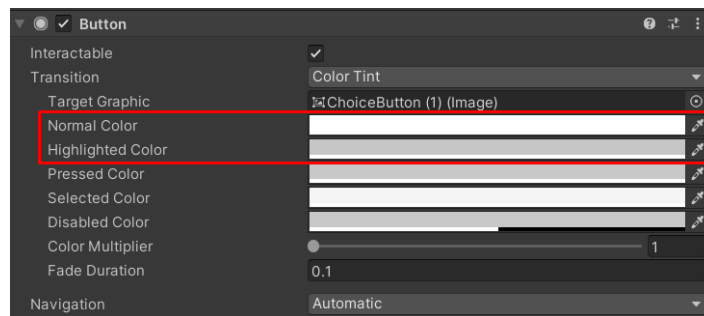 Button
Interactable
Transition Color Tint
Target Graphic ChoiceButton (1) (Image)
Normal Color
Highlighted Color
Pressed Color
Selected Color
Disabled Color
Color Multiplier 1
Fade Duration 0.1
Navigation Automatic